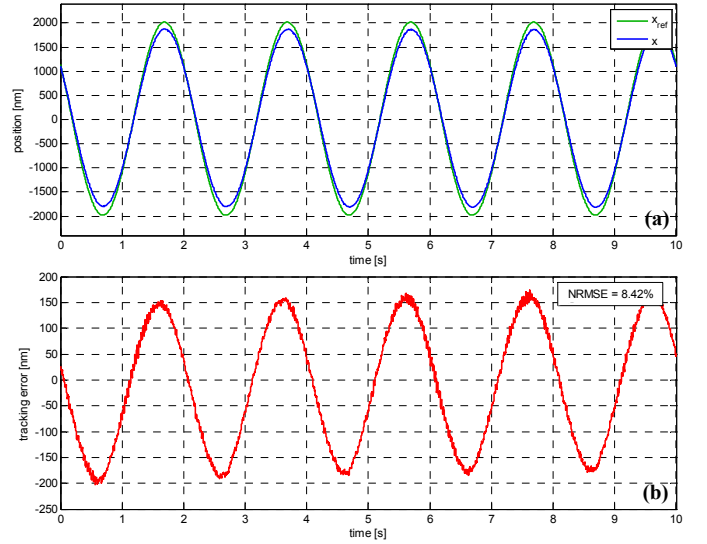 2000
1500
1000
500
0
-500
-1000
-1500
-2000
position [nm]
x_ref
x
(a)
0 1 2 3 4 5 6 7 8 9 10
time [s]
200
150
100
50
0
-50
-100
-150
-200
-250
tracking error [nm]
NRMSE = 8.42%
(b)
0 1 2 3 4 5 6 7 8 9 10
time [s]